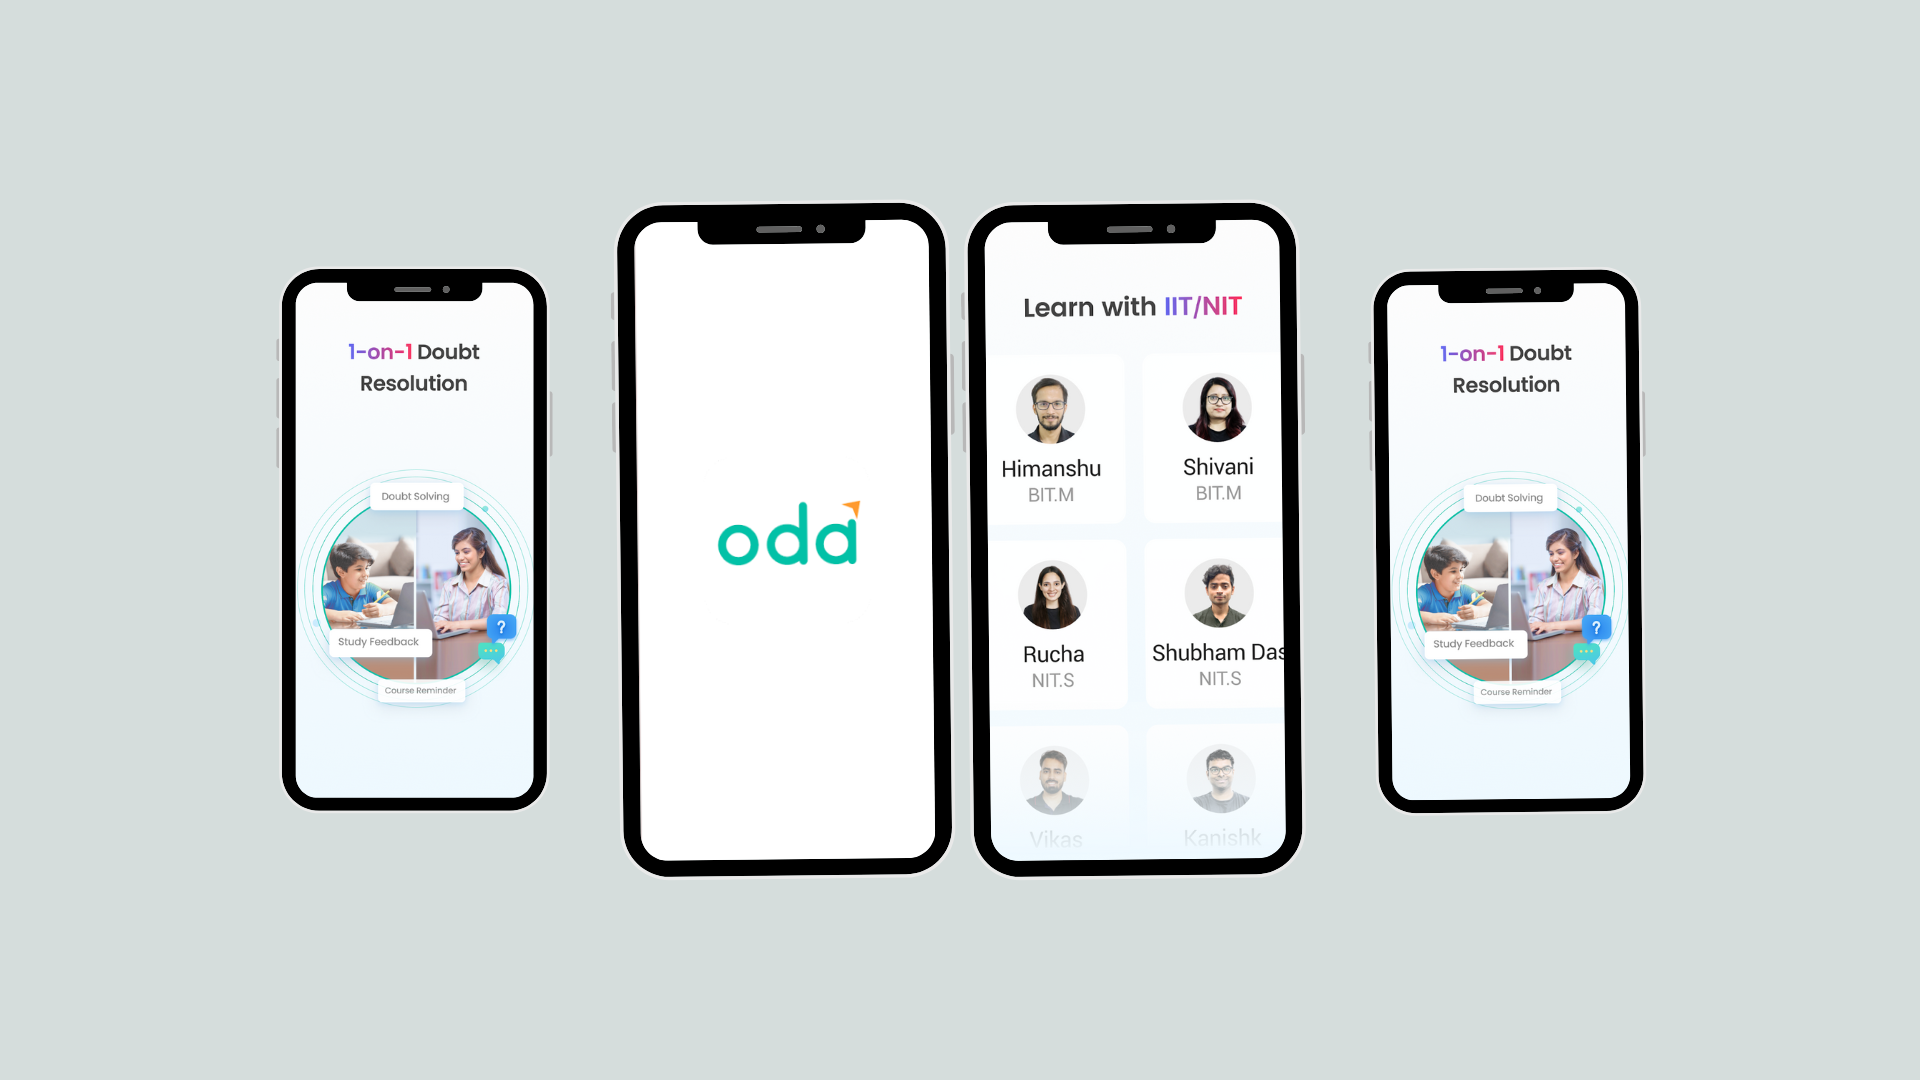 1-on-1 Doubt
Resolution
Doubt Solving
Study Feedback
?
Course Reminder
oda
Learn with IIT/NIT
Himanshu
BIT.M
Shivani
BIT.M
Rucha
NIT.S
Shubham Das
NIT.S
Vikas
Kanishk
1-on-1 Doubt
Resolution
Doubt Solving
Study Feedback
?
Course Reminder